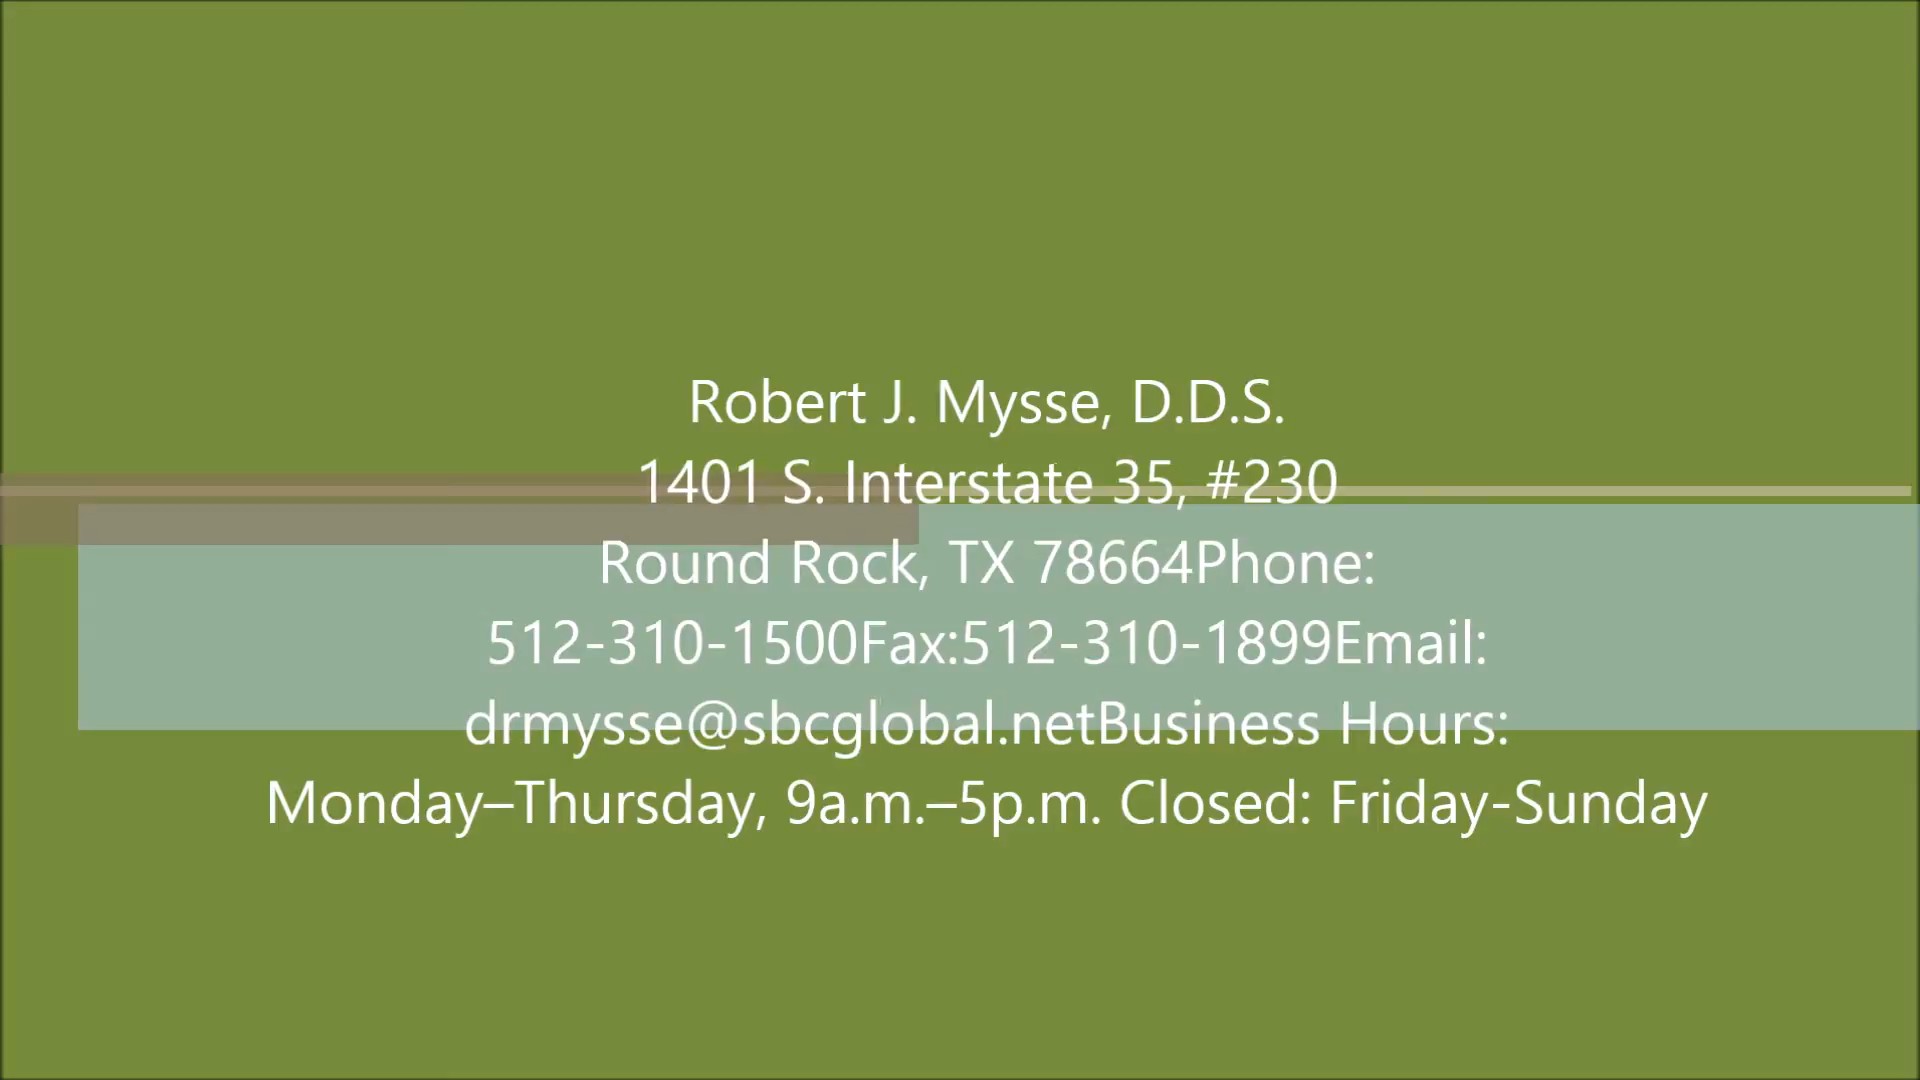 Robert J. Mysse, D.D.S.
1401 S. Interstate 35, #230
Round Rock, TX 78664Phone:
512-310-1500Fax:512-310-1899Email:
drmysse@sbcglobal.netBusiness Hours:
Monday–Thursday, 9a.m.–5p.m. Closed: Friday-Sunday